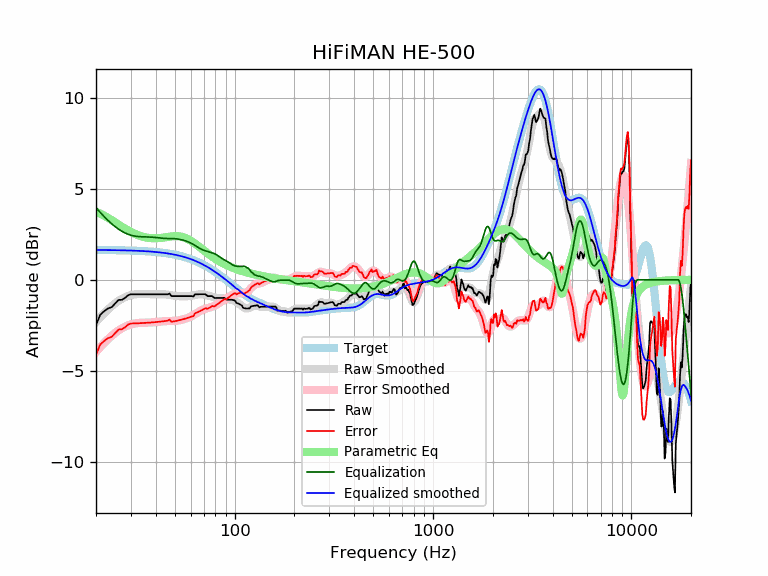 HiFiMAN HE-500
Amplitude (dBr)
10
5
0
−5
−10
Target
Raw Smoothed
Error Smoothed
Raw
Error
Parametric Eq
Equalization
Equalized smoothed
100 1000 10000
Frequency (Hz)